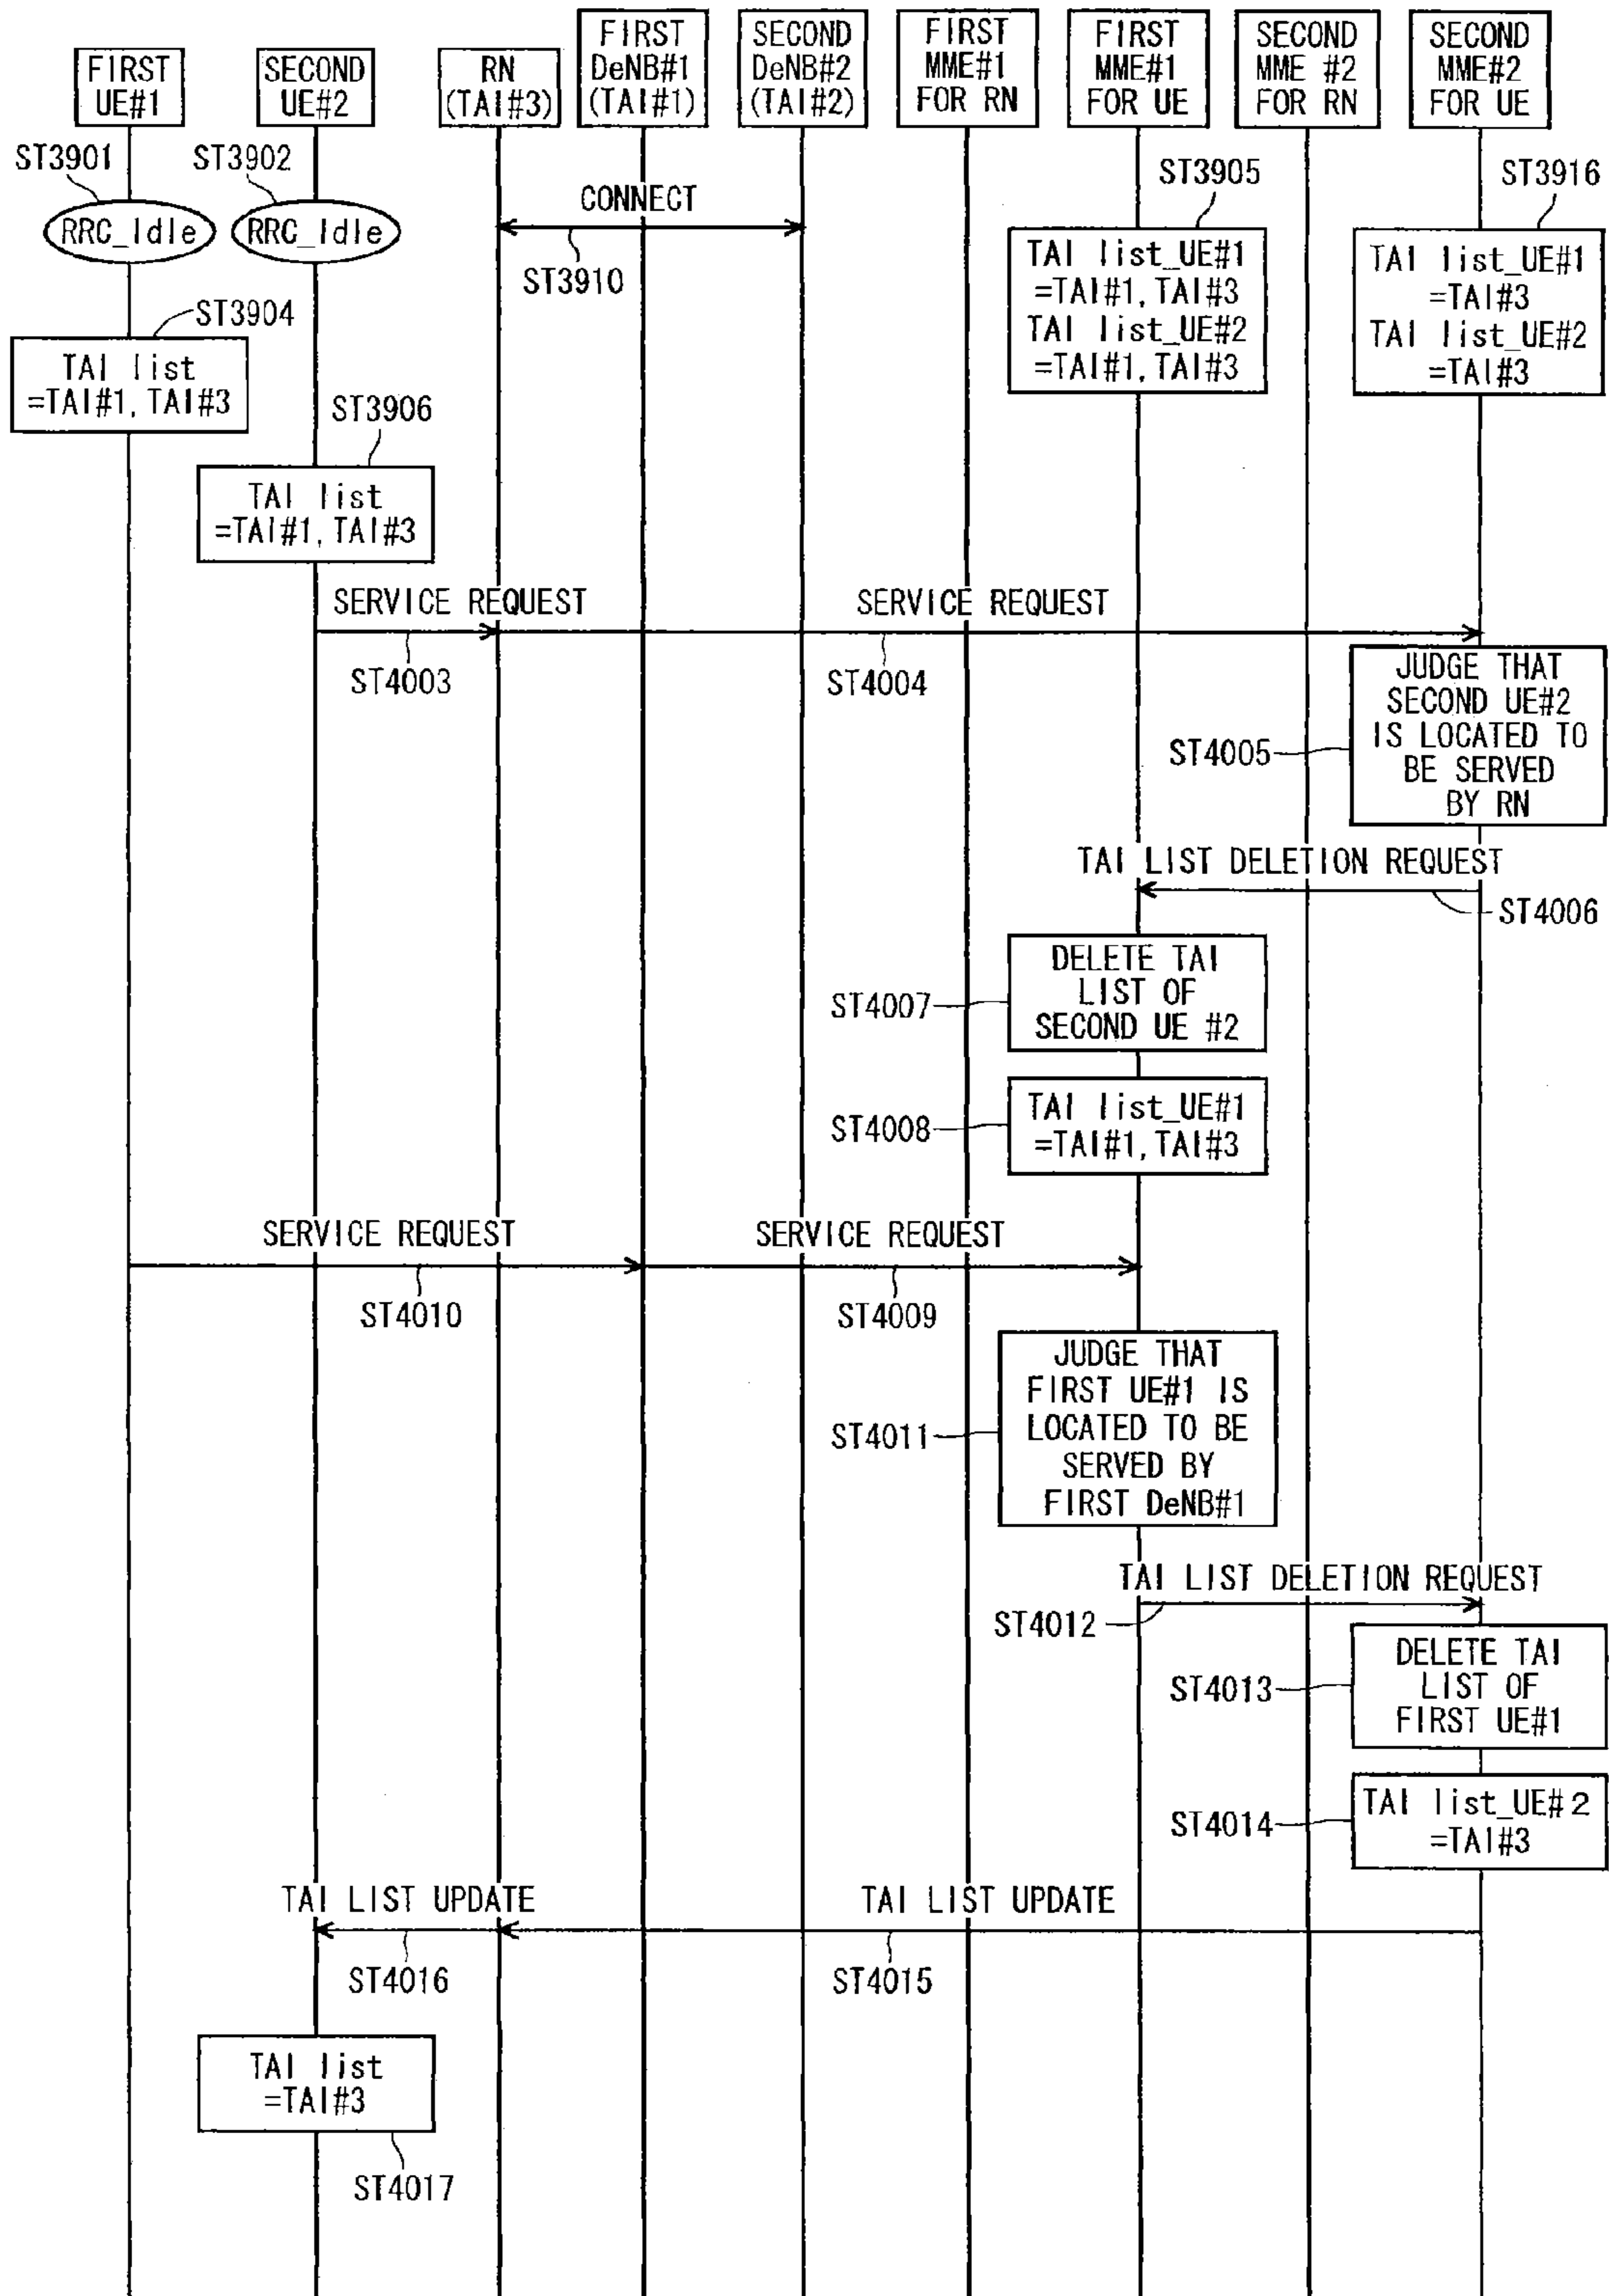 FIRST
UE#1
SECOND
UE#2
RN
(TAI#3)
FIRST
DeNB#1
(TAI#1)
SECOND
DeNB#2
(TAI#2)
FIRST
MME#1
FOR RN
FIRST
MME#1
FOR UE
SECOND
MME #2
FOR RN
SECOND
MME#2
FOR UE
ST3901
ST3902
RRC_Idle
RRC_Idle
CONNECT
ST3910
ST3905
ST3916
TAI list_UE#1
=TAI#1, TAI#3
TAI list_UE#2
=TAI#1, TAI#3
TAI list_UE#1
=TAI#3
TAI list_UE#2
=TAI#3
ST3904
TAI list
=TAI#1, TAI#3
ST3906
TAI list
=TAI#1, TAI#3
SERVICE REQUEST
SERVICE REQUEST
ST4003
ST4004
JUDGE THAT
SECOND UE#2
IS LOCATED TO
BE SERVED
BY RN
ST4005
TAI LIST DELETION REQUEST
ST4006
DELETE TAI
LIST OF
SECOND UE #2
ST4007
TAI list_UE#1
=TAI#1, TAI#3
ST4008
SERVICE REQUEST
SERVICE REQUEST
ST4010
ST4009
JUDGE THAT
FIRST UE#1 IS
LOCATED TO BE
SERVED BY
FIRST DeNB#1
ST4011
TAI LIST DELETION REQUEST
ST4012
DELETE TAI
LIST OF
FIRST UE#1
ST4013
TAI list_UE#2
=TAI#3
ST4014
TAI LIST UPDATE
TAI LIST UPDATE
ST4016
ST4015
TAI list
=TAI#3
ST4017